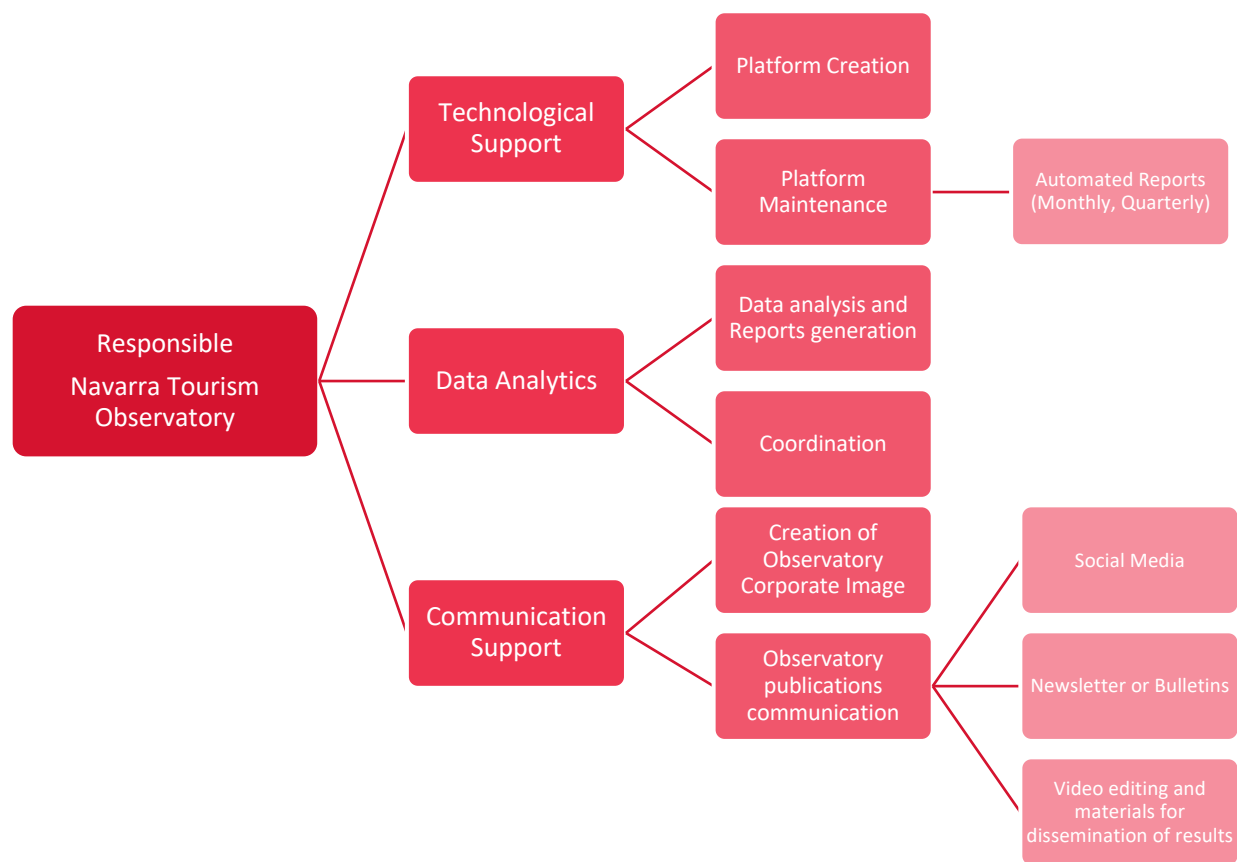 Responsible
Navarra Tourism
Observatory
Technological
Support
Platform Creation
Platform
Maintenance
Automated Reports
(Monthly, Quarterly)
Data Analytics
Data analysis and
Reports generation
Coordination
Communication
Support
Creation of
Observatory
Corporate Image
Observatory
publications
communication
Social Media
Newsletter or Bulletins
Video editing and
materials for
dissemination of results